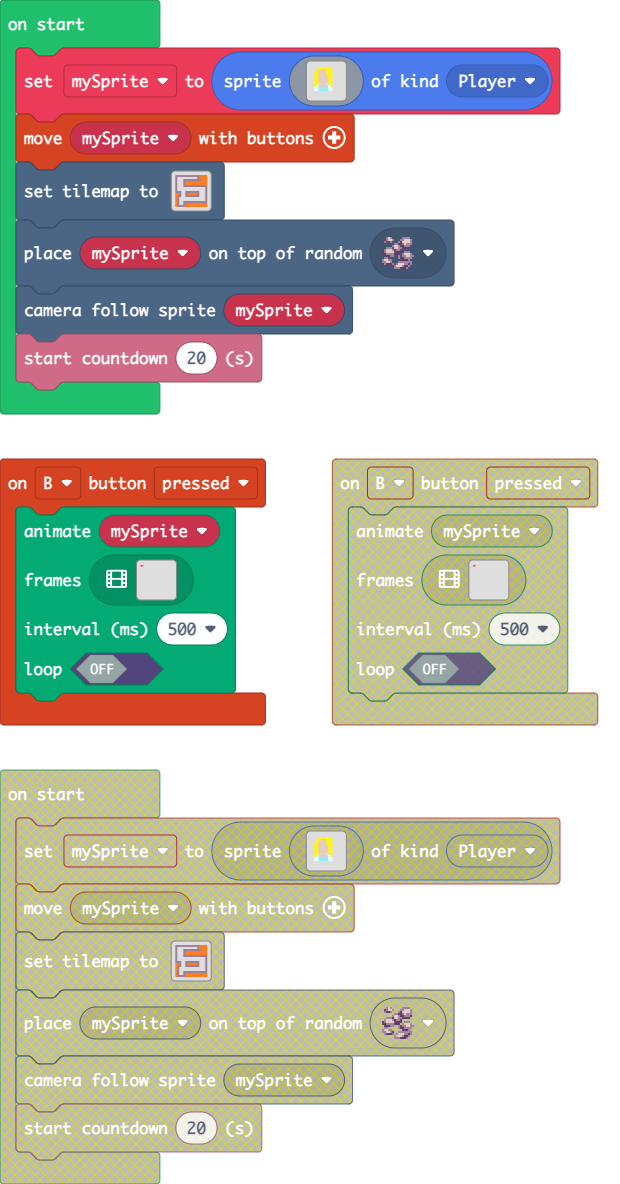 on start
set mySprite to sprite of kind Player
move mySprite with buttons
set tilemap to
place mySprite on top of random
camera follow sprite mySprite
start countdown 20 (s)
on B button pressed
animate mySprite
frames
interval (ms) 500
loop OFF
on B button pressed
animate mySprite
frames
interval (ms) 500
loop OFF
on start
set mySprite to sprite of kind Player
move mySprite with buttons
set tilemap to
place mySprite on top of random
camera follow sprite mySprite
start countdown 20 (s)